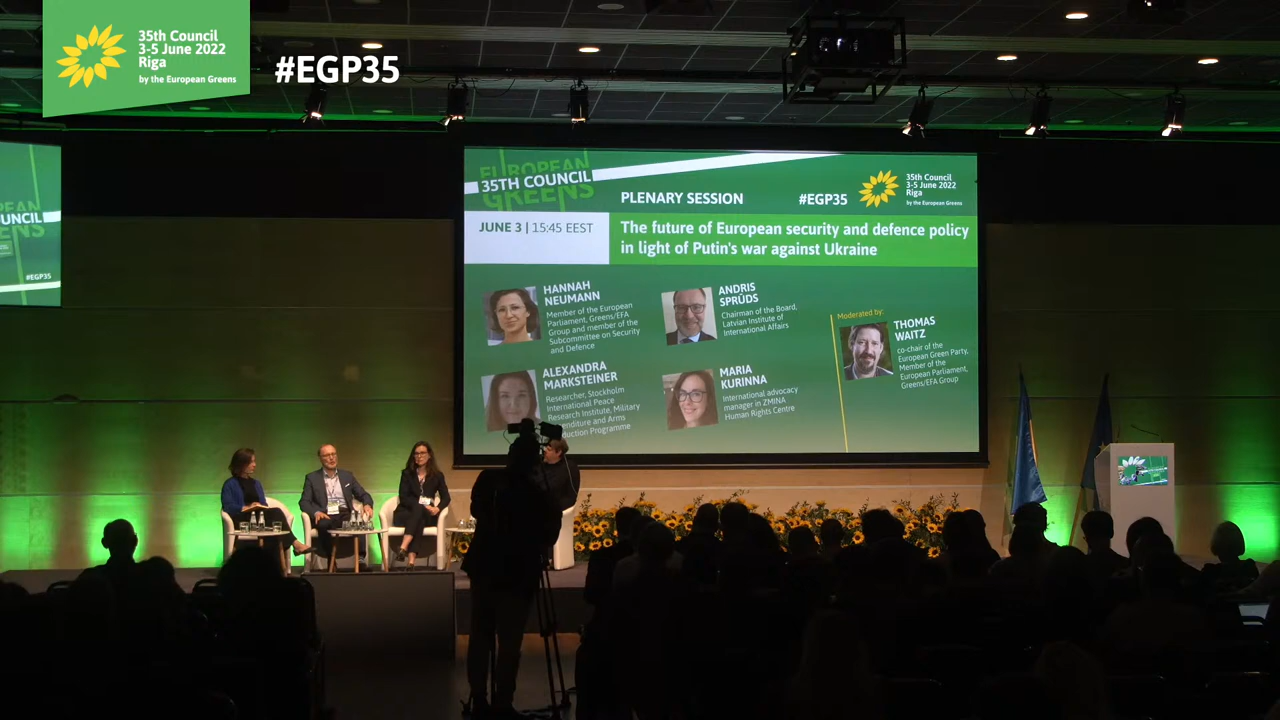 35th Council
3-5 June 2022
Riga
by the European Greens
#EGP35
UNCIL
#EGP35
EUROPEAN
35TH COUNCIL
GREENS
PLENARY SESSION
#EGP35
35th Council
3-5 June 2022
Riga
by the European Greens
JUNE 3 | 15:45 EEST
The future of European security and defence policy
in light of Putin's war against Ukraine
HANNAH
NEUMANN
Member of the European
Parliament, Greens/EFA
Group and member of the
Subcommittee on Security
and Defence
ANDRIS
SPRŪDS
Chairman of the Board,
Latvian Institute of
International Affairs
ALEXANDRA
MARKSTEINER
Researcher, Stockholm
International Peace
Research Institute, Military
enditure and Arms
duction Programme
MARIA
KURINNA
International advocacy
manager in ZMINA
Human Rights Centre
Moderated by:
THOMAS
WAITZ
co-chair of the
European Green Party,
Member of the
European Parliament,
Greens/EFA Group